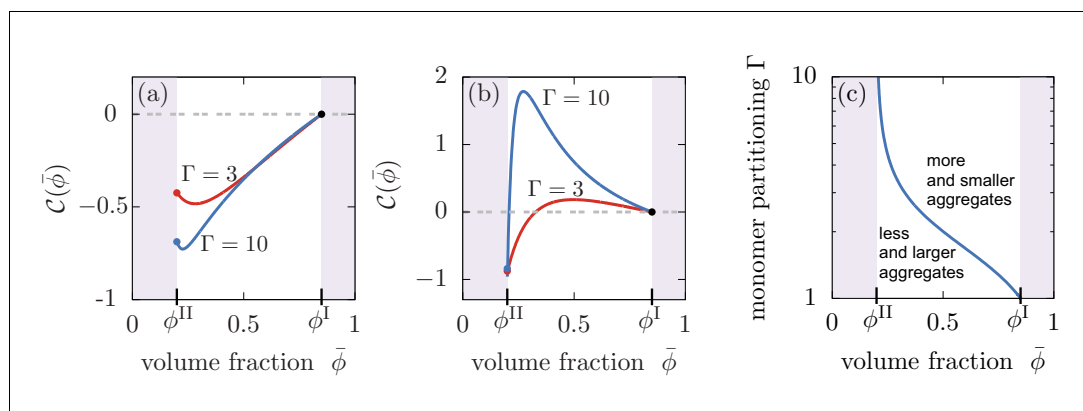 (a)
0
−0.5
-1
C(ϕ̄)
Γ = 3
Γ = 10
0 ϕ^II 0.5 ϕ^I 1
volume fraction ϕ̄
(b)
2
1
0
−1
C(ϕ̄)
Γ = 10
Γ = 3
0 ϕ^II 0.5 ϕ^I 1
volume fraction ϕ̄
(c)
10
1
monomer partitioning Γ
more
and smaller
aggregates
less
and larger
aggregates
0 ϕ^II 0.5 ϕ^I 1
volume fraction ϕ̄